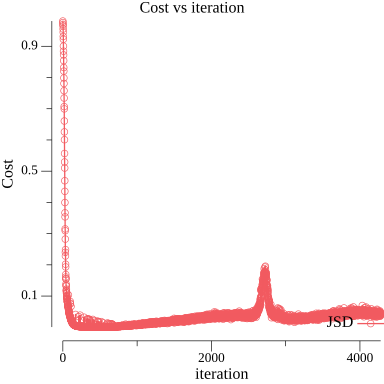 Cost vs iteration
Cost
0.9
0.5
0.1
JSD
0 2000 4000
iteration